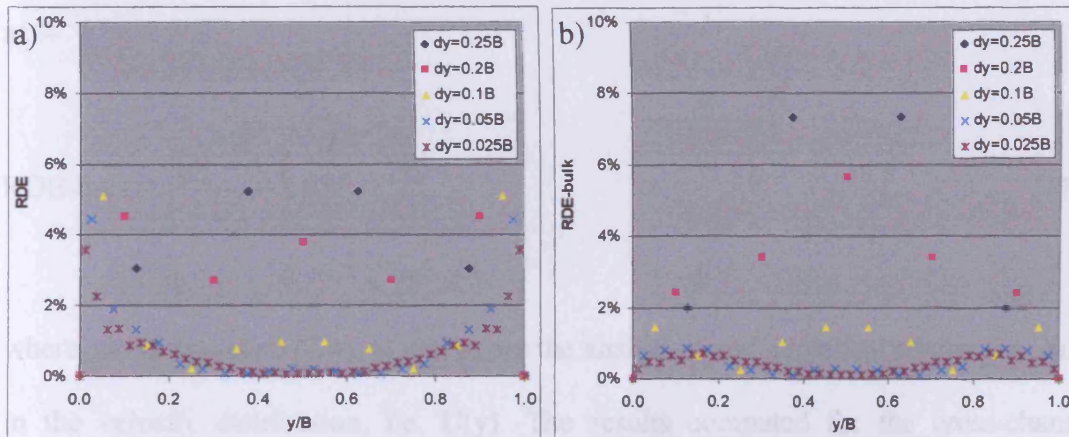 a)
10%
8%
6%
4%
2%
0%
RDE
0.0 0.2 0.4 0.6 0.8 1.0
y/B
dy=0.25B
dy=0.2B
dy=0.1B
dy=0.05B
dy=0.025B
b)
10%
8%
6%
4%
2%
0%
RDE-bulk
0.0 0.2 0.4 0.6 0.8 1.0
y/B
dy=0.25B
dy=0.2B
dy=0.1B
dy=0.05B
dy=0.025B